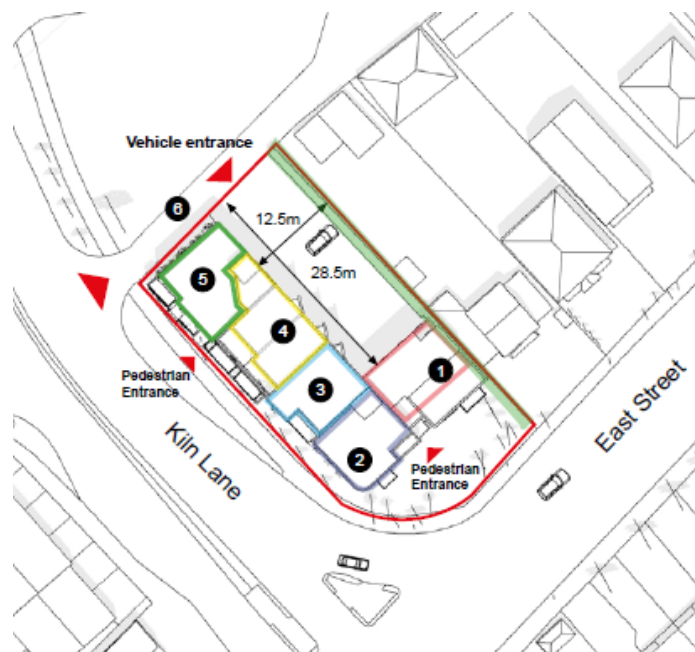 Vehicle entrance
6
12.5m
28.5m
5
4
1
3
2
Pedestrian
Entrance
Pedestrian
Entrance
Kiln Lane
East Street